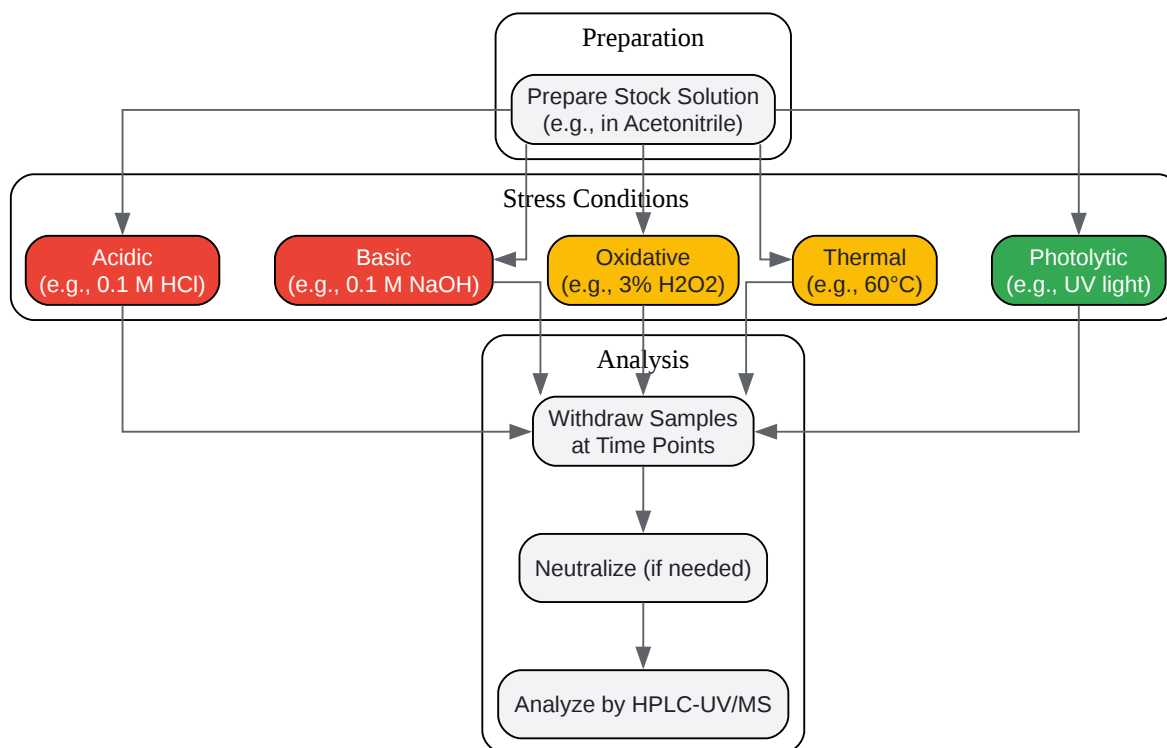 Preparation
Prepare Stock Solution
(e.g., in Acetonitrile)
Stress Conditions
Acidic
(e.g., 0.1 M HCl)
Basic
(e.g., 0.1 M NaOH)
Oxidative
(e.g., 3% H2O2)
Thermal
(e.g., 60°C)
Photolytic
(e.g., UV light)
Analysis
Withdraw Samples
at Time Points
Neutralize (if needed)
Analyze by HPLC-UV/MS